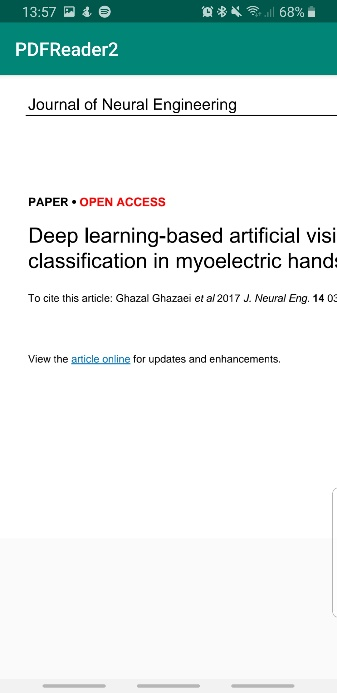 13:57 68%
PDFReader2
Journal of Neural Engineering
PAPER • OPEN ACCESS
Deep learning-based artificial visi
classification in myoelectric hands
To cite this article: Ghazal Ghazaei et al 2017 J. Neural Eng. 14 03
View the article online for updates and enhancements.